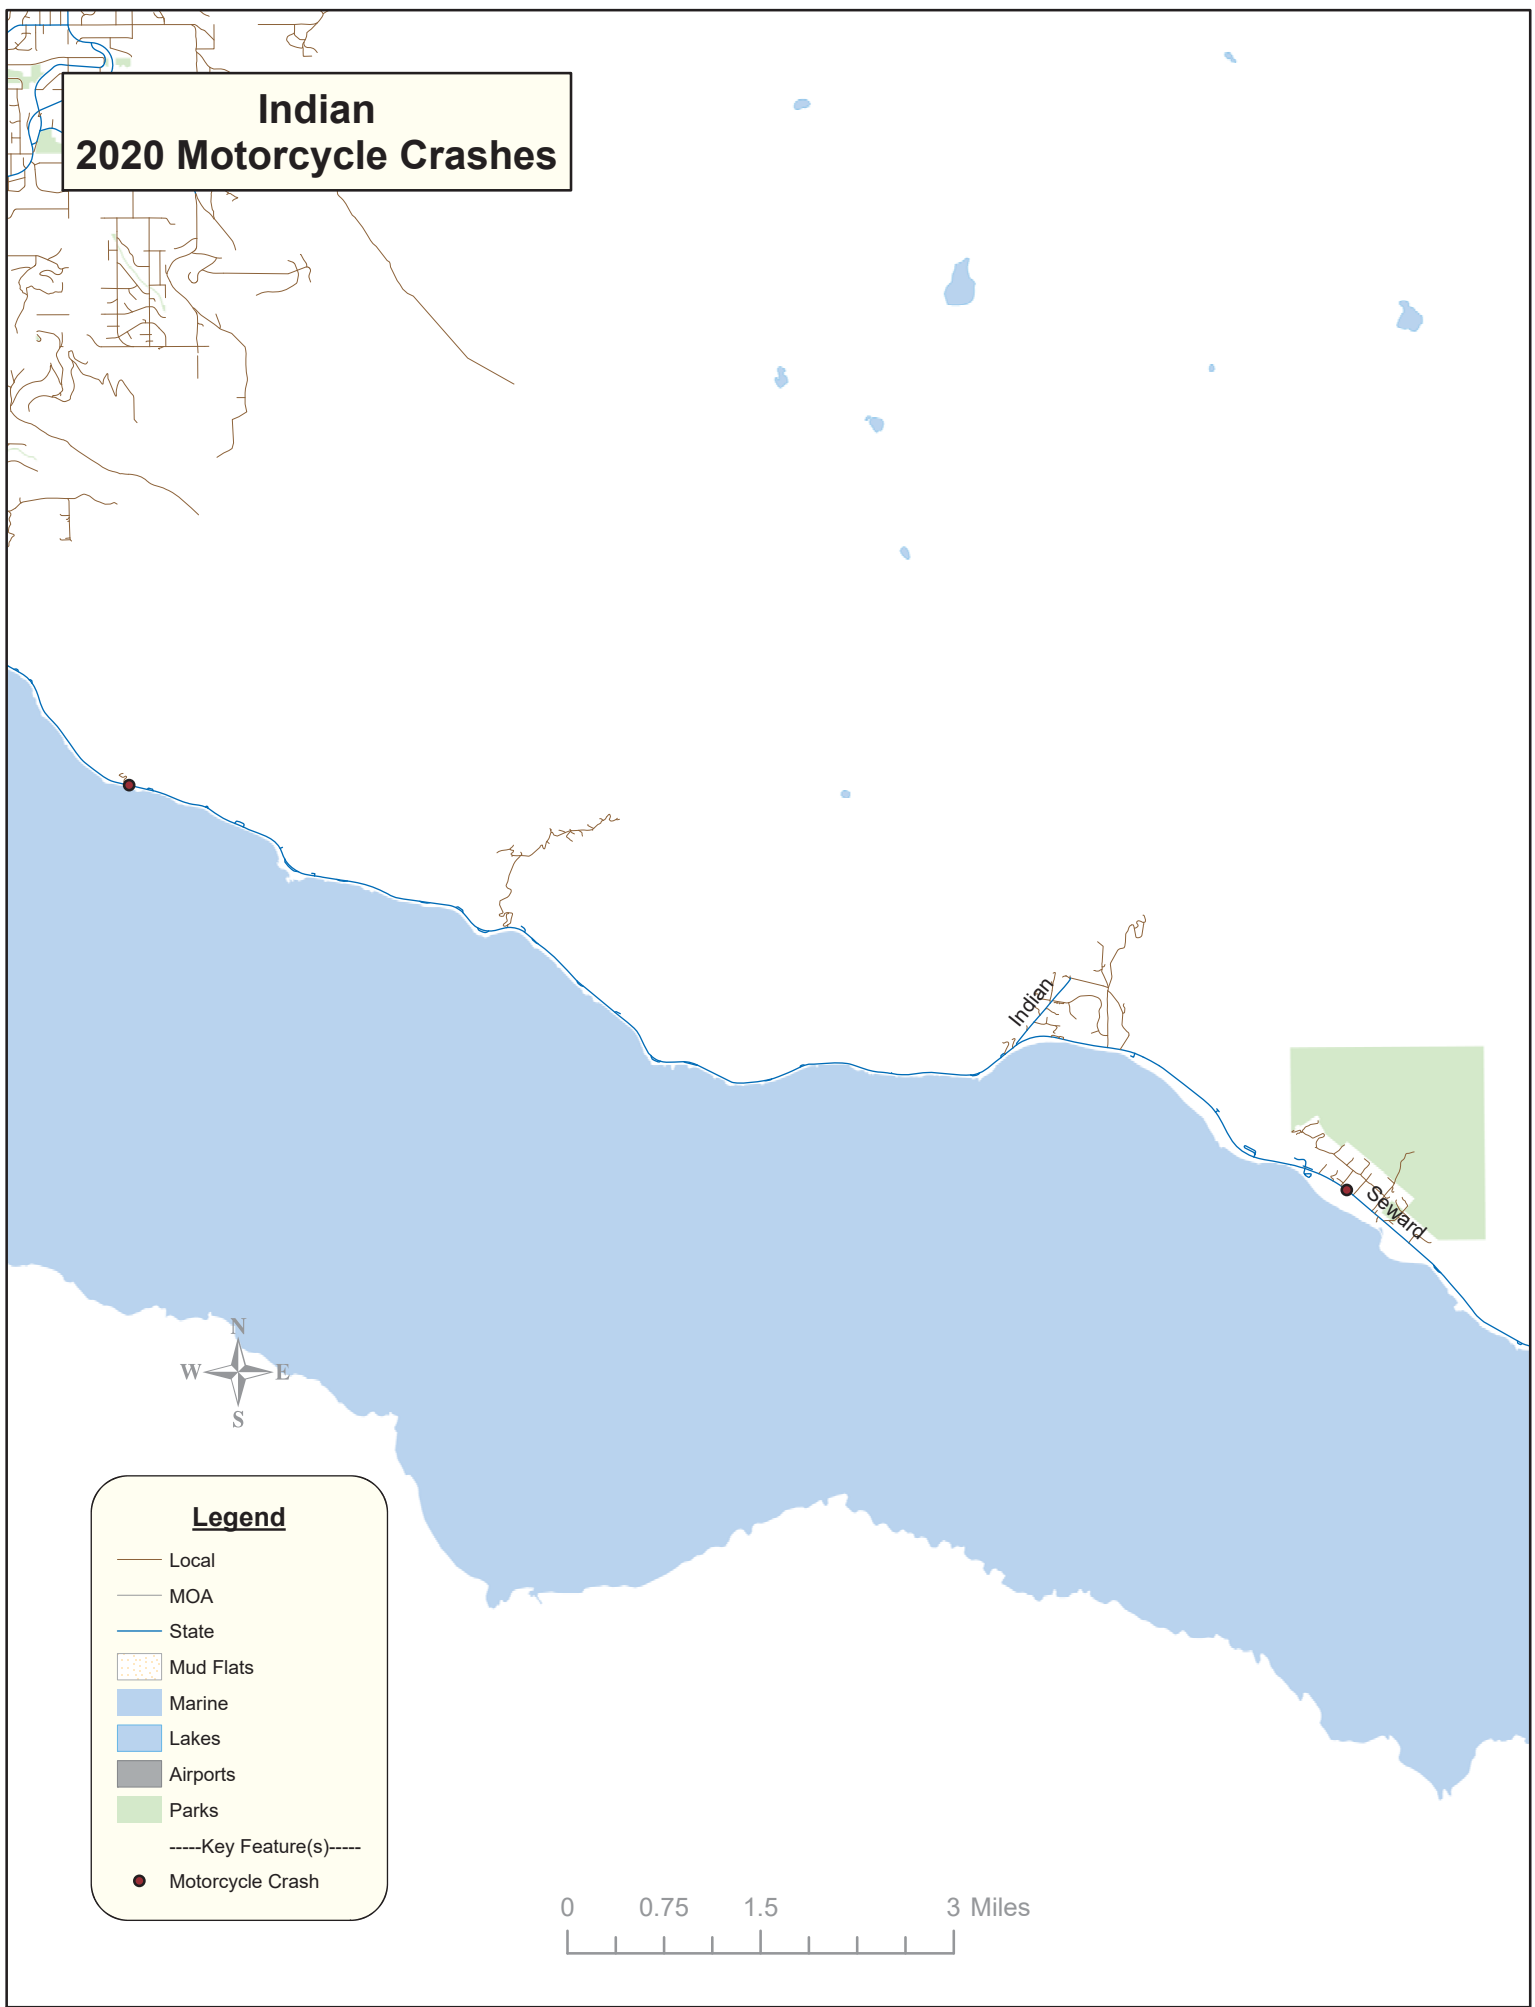 Indian
2020 Motorcycle Crashes
Indian
Seward
N
W E
S
Legend
Local
MOA
State
Mud Flats
Marine
Lakes
Airports
Parks
-----Key Feature(s)-----
Motorcycle Crash
0 0.75 1.5 3 Miles